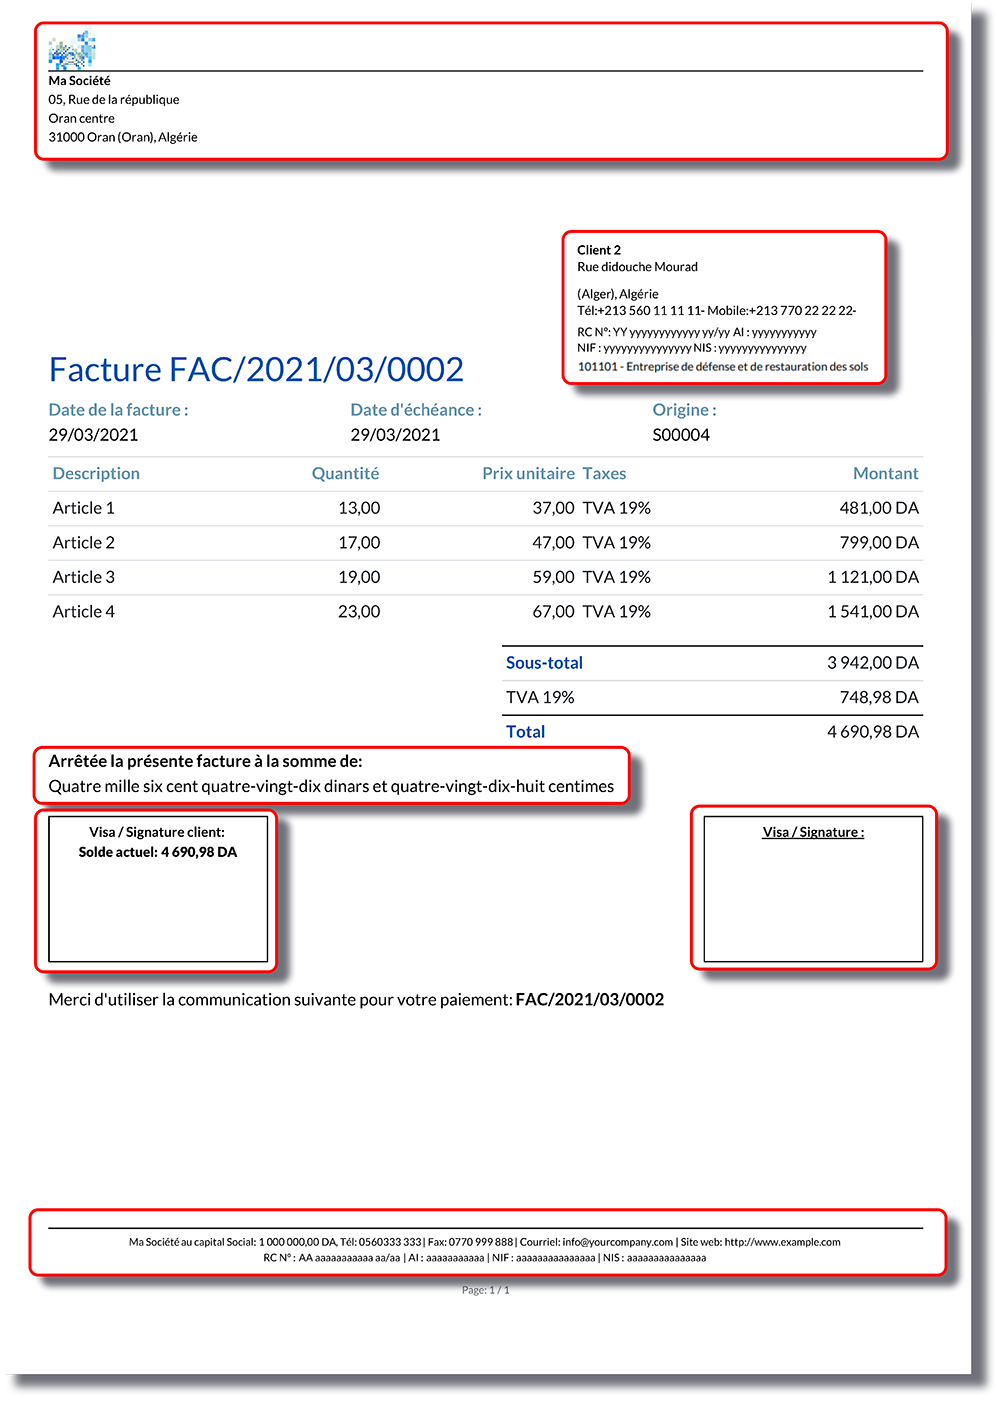 Ma Société
05, Rue de la république
Oran centre
31000 Oran (Oran), Algérie
Client 2
Rue didouche Mourad
(Alger), Algérie
Tél:+213 560 11 11 11- Mobile:+213 770 22 22 22-
RC N°: YY yyyyyyyyyyyy yy/yy AI : yyyyyyyyyyy
NIF : yyyyyyyyyyyyyyy NIS : yyyyyyyyyyyyyyy
101101 - Entreprise de défense et de restauration des sols
Facture FAC/2021/03/0002
Date de la facture : Date d'échéance : Origine :
29/03/2021 29/03/2021 S00004
Description Quantité Prix unitaire Taxes Montant
Article 1 13,00 37,00 TVA 19% 481,00 DA
Article 2 17,00 47,00 TVA 19% 799,00 DA
Article 3 19,00 59,00 TVA 19% 1 121,00 DA
Article 4 23,00 67,00 TVA 19% 1 541,00 DA
Sous-total 3 942,00 DA
TVA 19% 748,98 DA
Total 4 690,98 DA
Arrêtée la présente facture à la somme de:
Quatre mille six cent quatre-vingt-dix dinars et quatre-vingt-dix-huit centimes
Visa / Signature client: Visa / Signature :
Solde actuel: 4 690,98 DA
Merci d'utiliser la communication suivante pour votre paiement: FAC/2021/03/0002
Ma Société au capital Social: 1 000 000,00 DA, Tél: 0560333 333| Fax: 0770 999 888| Courriel: info@yourcompany.com | Site web: http://www.example.com
RC N° : AA aaaaaaaaaaa aa/aa | AI : aaaaaaaaaaa | NIF : aaaaaaaaaaaaaaa | NIS : aaaaaaaaaaaaaaa
Page: 1 / 1